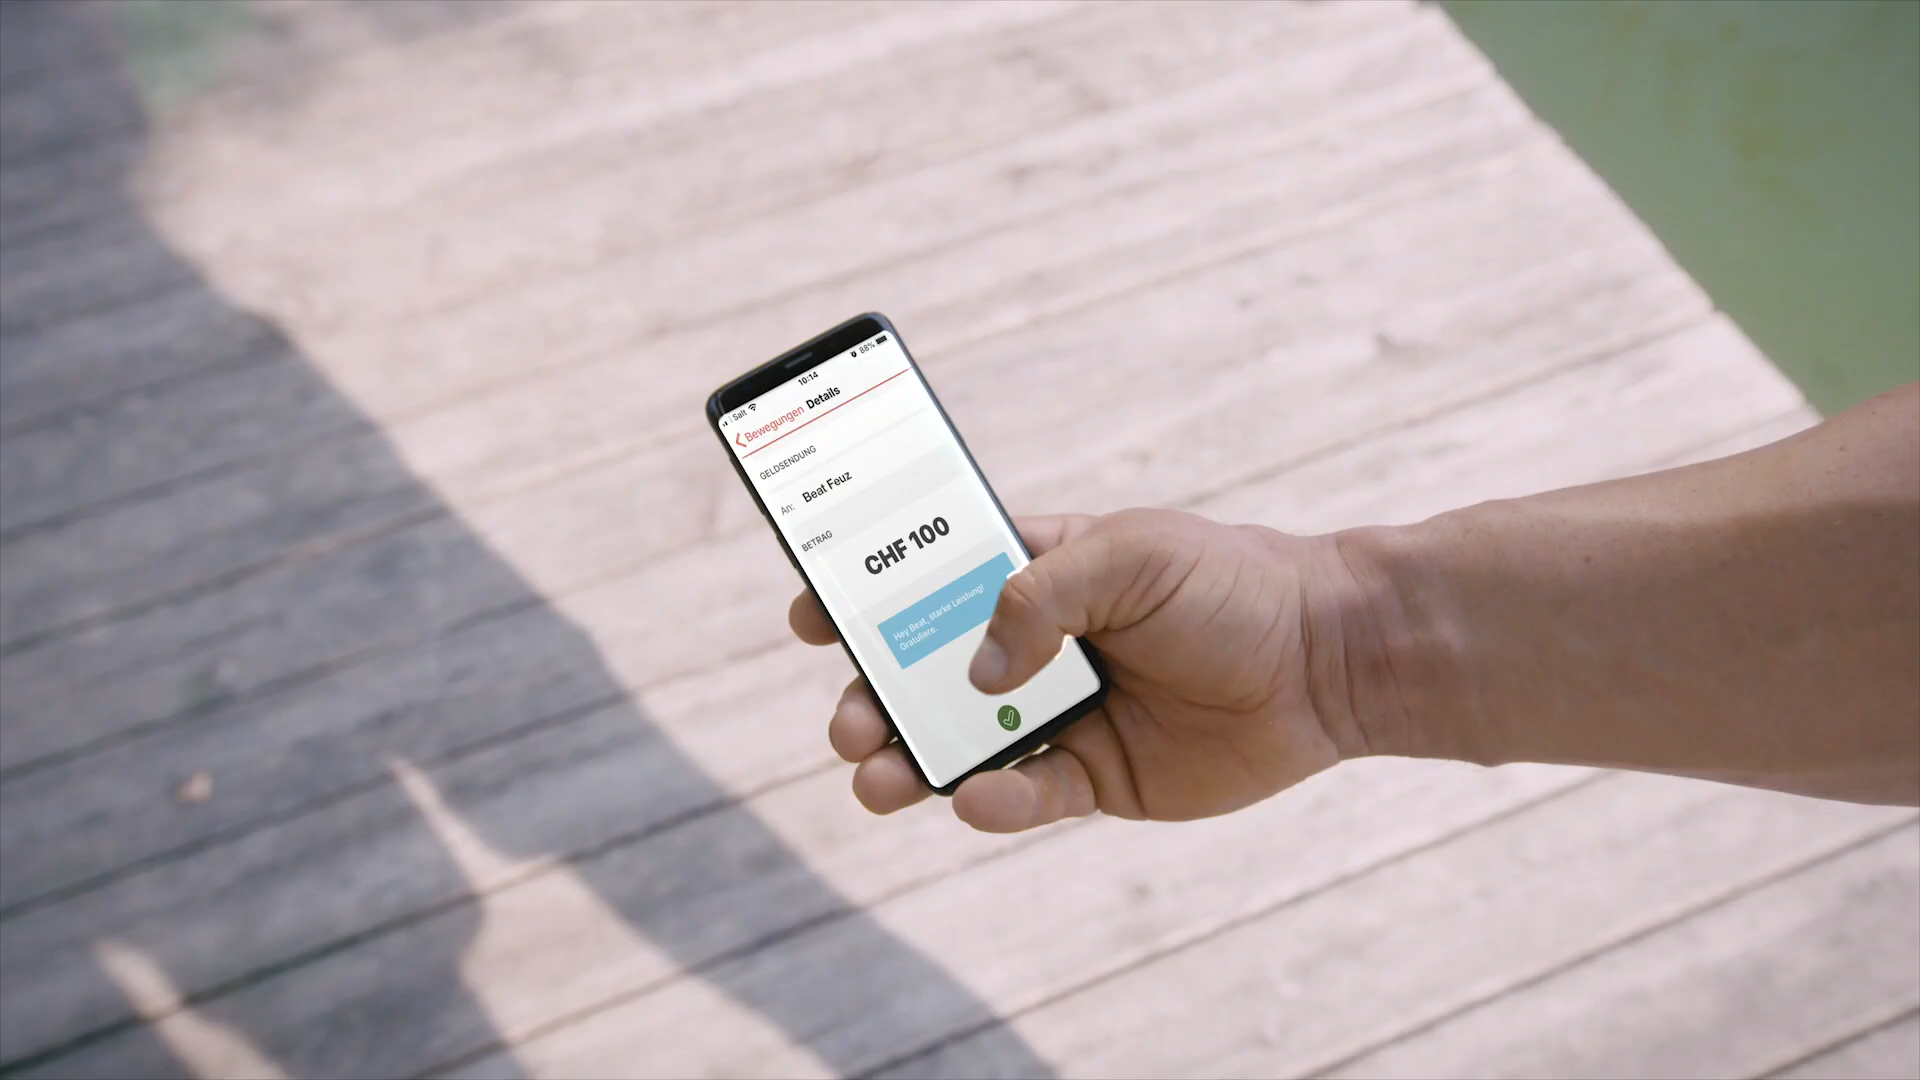 Salt 10:14 88%
Bewegungen Details
GELDSENDUNG
An: Beat Feuz
BETRAG
CHF 100
Hey Beat, starke Leistung!
Gratuliere.